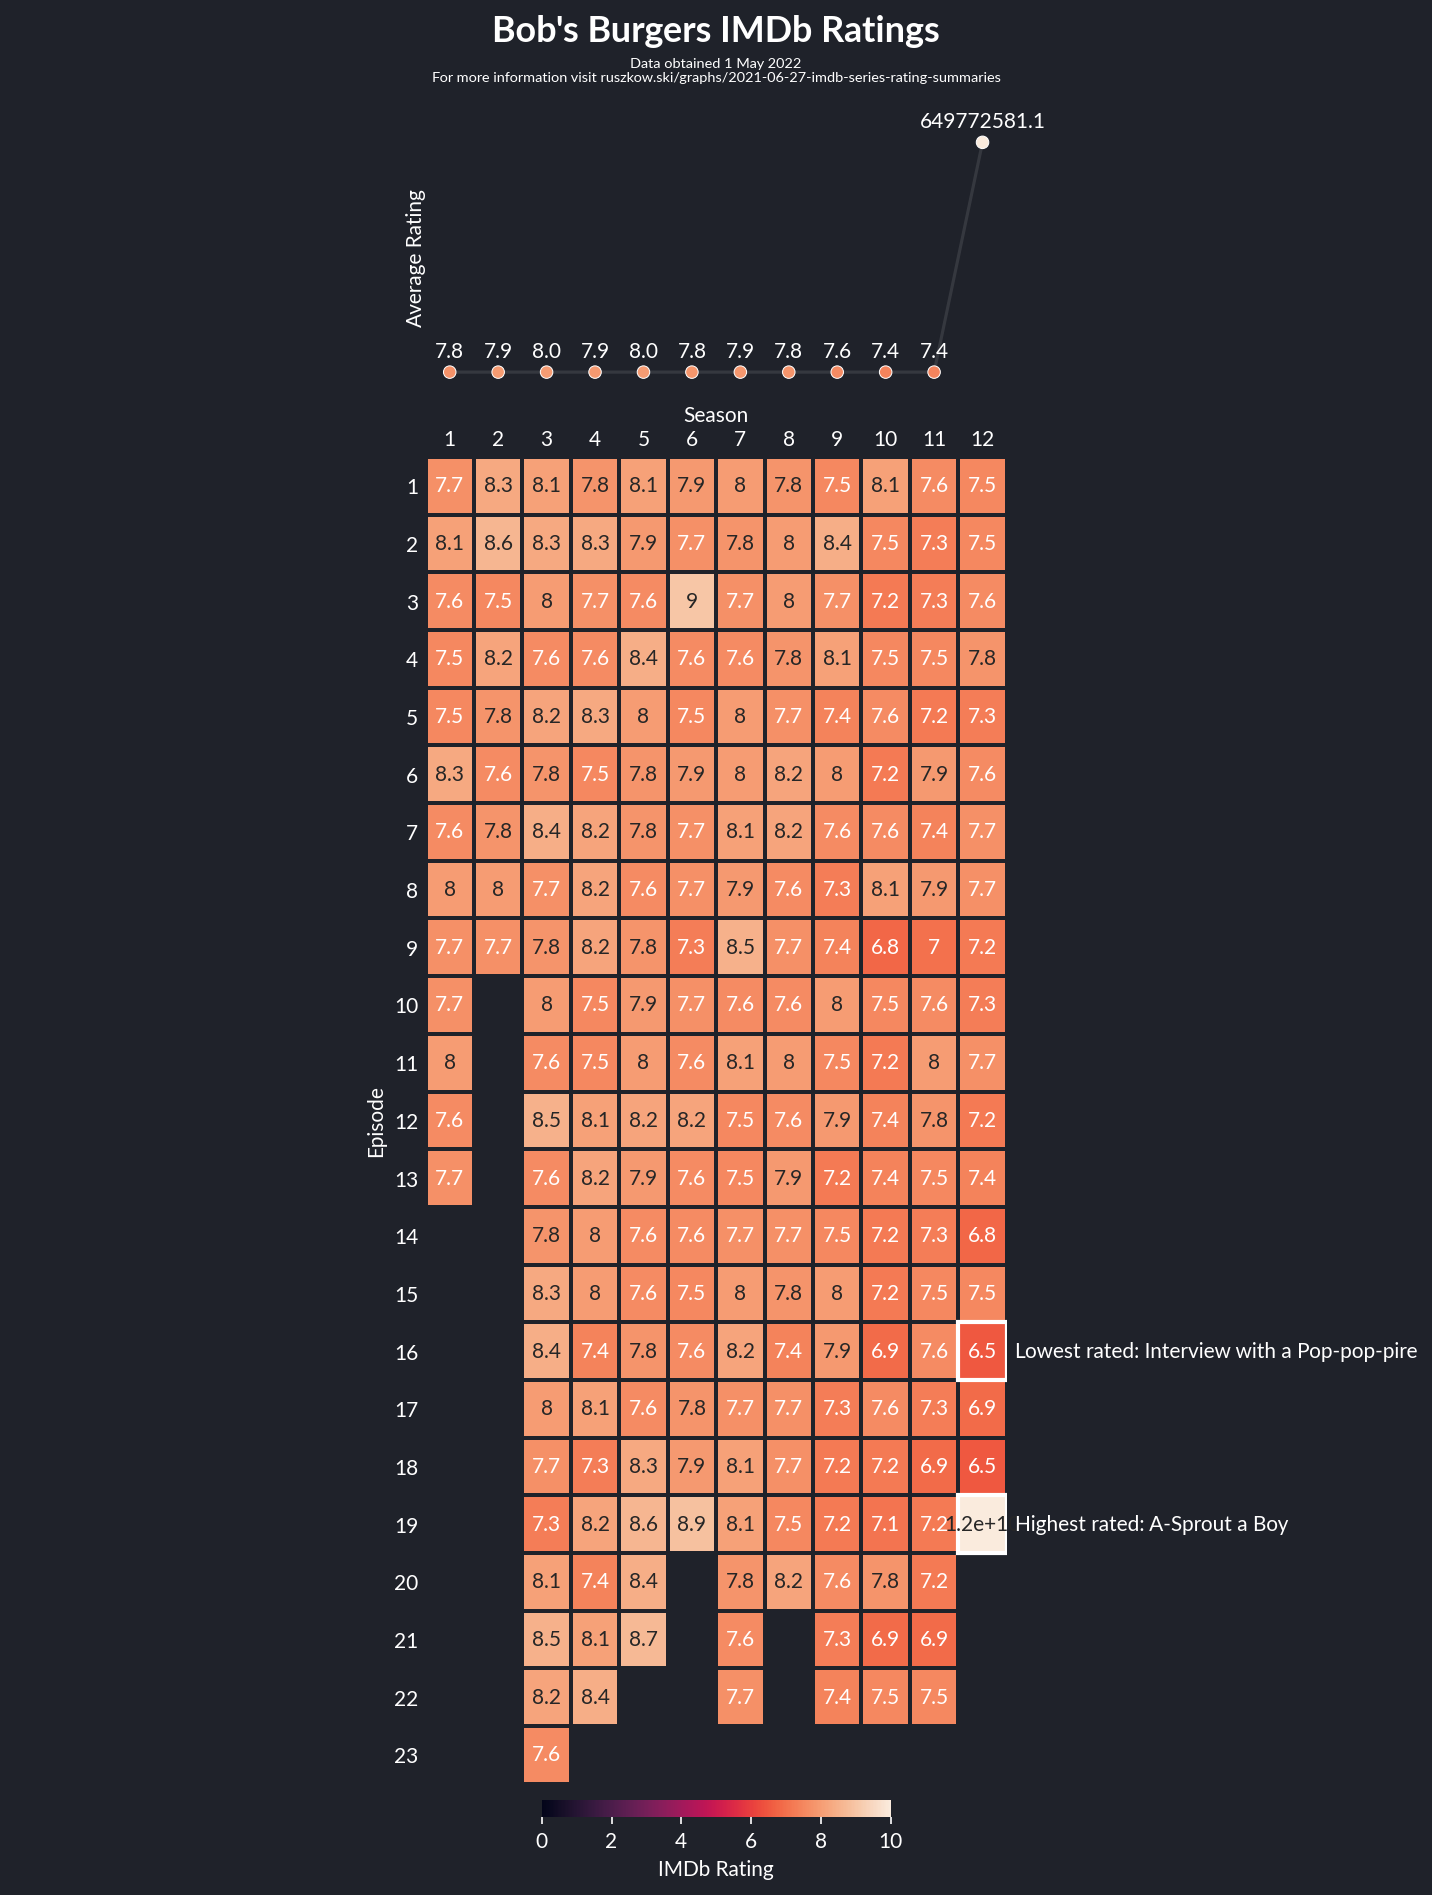 Bob's Burgers IMDb Ratings
Data obtained 1 May 2022
For more information visit ruszkow.ski/graphs/2021-06-27-imdb-series-rating-summaries
649772581.1
Average Rating
7.8 7.9 8.0 7.9 8.0 7.8 7.9 7.8 7.6 7.4 7.4
Season
1 2 3 4 5 6 7 8 9 10 11 12
1 7.7 8.3 8.1 7.8 8.1 7.9 8 7.8 7.5 8.1 7.6 7.5
2 8.1 8.6 8.3 8.3 7.9 7.7 7.8 8 8.4 7.5 7.3 7.5
3 7.6 7.5 8 7.7 7.6 9 7.7 8 7.7 7.2 7.3 7.6
4 7.5 8.2 7.6 7.6 8.4 7.6 7.6 7.8 8.1 7.5 7.5 7.8
5 7.5 7.8 8.2 8.3 8 7.5 8 7.7 7.4 7.6 7.2 7.3
6 8.3 7.6 7.8 7.5 7.8 7.9 8 8.2 8 7.2 7.9 7.6
7 7.6 7.8 8.4 8.2 7.8 7.7 8.1 8.2 7.6 7.6 7.4 7.7
8 8 8 7.7 8.2 7.6 7.7 7.9 7.6 7.3 8.1 7.9 7.7
9 7.7 7.7 7.8 8.2 7.8 7.3 8.5 7.7 7.4 6.8 7 7.2
10 7.7 8 7.5 7.9 7.7 7.6 7.6 8 7.5 7.6 7.3
11 8 7.6 7.5 8 7.6 8.1 8 7.5 7.2 8 7.7
Episode
12 7.6 8.5 8.1 8.2 8.2 7.5 7.6 7.9 7.4 7.8 7.2
13 7.7 7.6 8.2 7.9 7.6 7.5 7.9 7.2 7.4 7.5 7.4
14 7.8 8 7.6 7.6 7.7 7.7 7.5 7.2 7.3 6.8
15 8.3 8 7.6 7.5 8 7.8 8 7.2 7.5 7.5
16 8.4 7.4 7.8 7.6 8.2 7.4 7.9 6.9 7.6 6.5 Lowest rated: Interview with a Pop-pop-pire
17 8 8.1 7.6 7.8 7.7 7.7 7.3 7.6 7.3 6.9
18 7.7 7.3 8.3 7.9 8.1 7.7 7.2 7.2 6.9 6.5
19 7.3 8.2 8.6 8.9 8.1 7.5 7.2 7.1 7.2 1.2e+1 Highest rated: A-Sprout a Boy
20 8.1 7.4 8.4 7.8 8.2 7.6 7.8 7.2
21 8.5 8.1 8.7 7.6 7.3 6.9 6.9
22 8.2 8.4 7.7 7.4 7.5 7.5
23 7.6
0 2 4 6 8 10
IMDb Rating